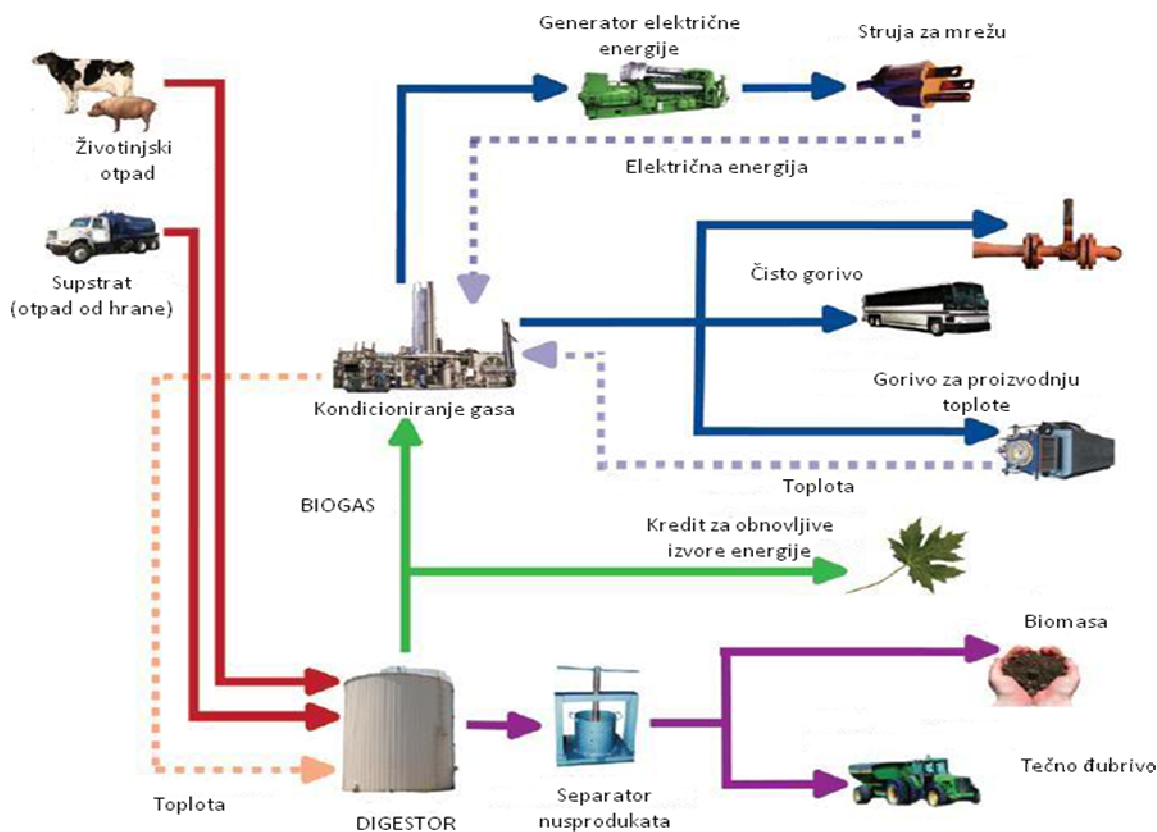 Generator električne
energije
Struja za mrežu
Životinjski
otpad
Električna energija
Supstrat
(otpad od hrane)
Čisto gorivo
Kondicioniranje gasa
Gorivo za proizvodnju
toplote
Toplota
BIOGAS
Kredit za obnovljive
izvore energije
Biomasa
Tečno đubrivo
Toplota
DIGESTOR
Separator
nusprodukata